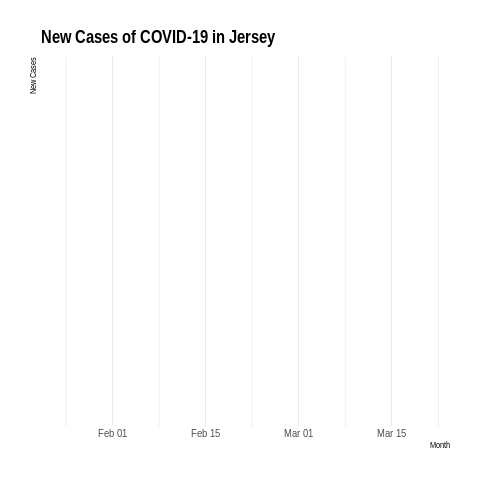 New Cases of COVID-19 in Jersey
New Cases
Feb 01
Feb 15
Mar 01
Mar 15
Month